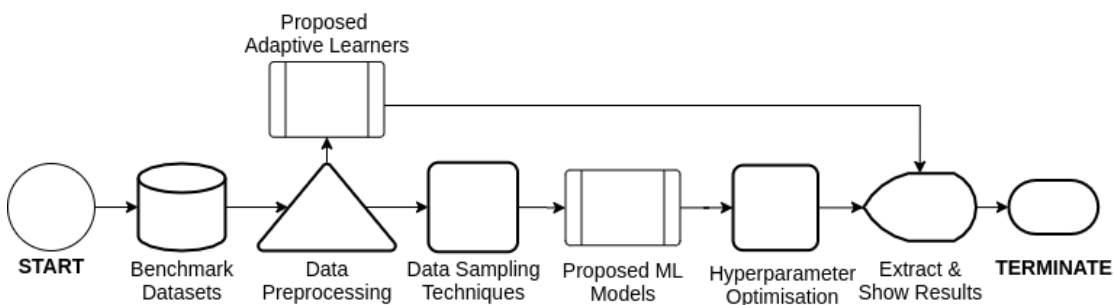 Proposed
Adaptive Learners
START
Benchmark
Datasets
Data
Preprocessing
Data Sampling
Techniques
Proposed ML
Models
Hyperparameter
Optimisation
Extract &
Show Results
TERMINATE